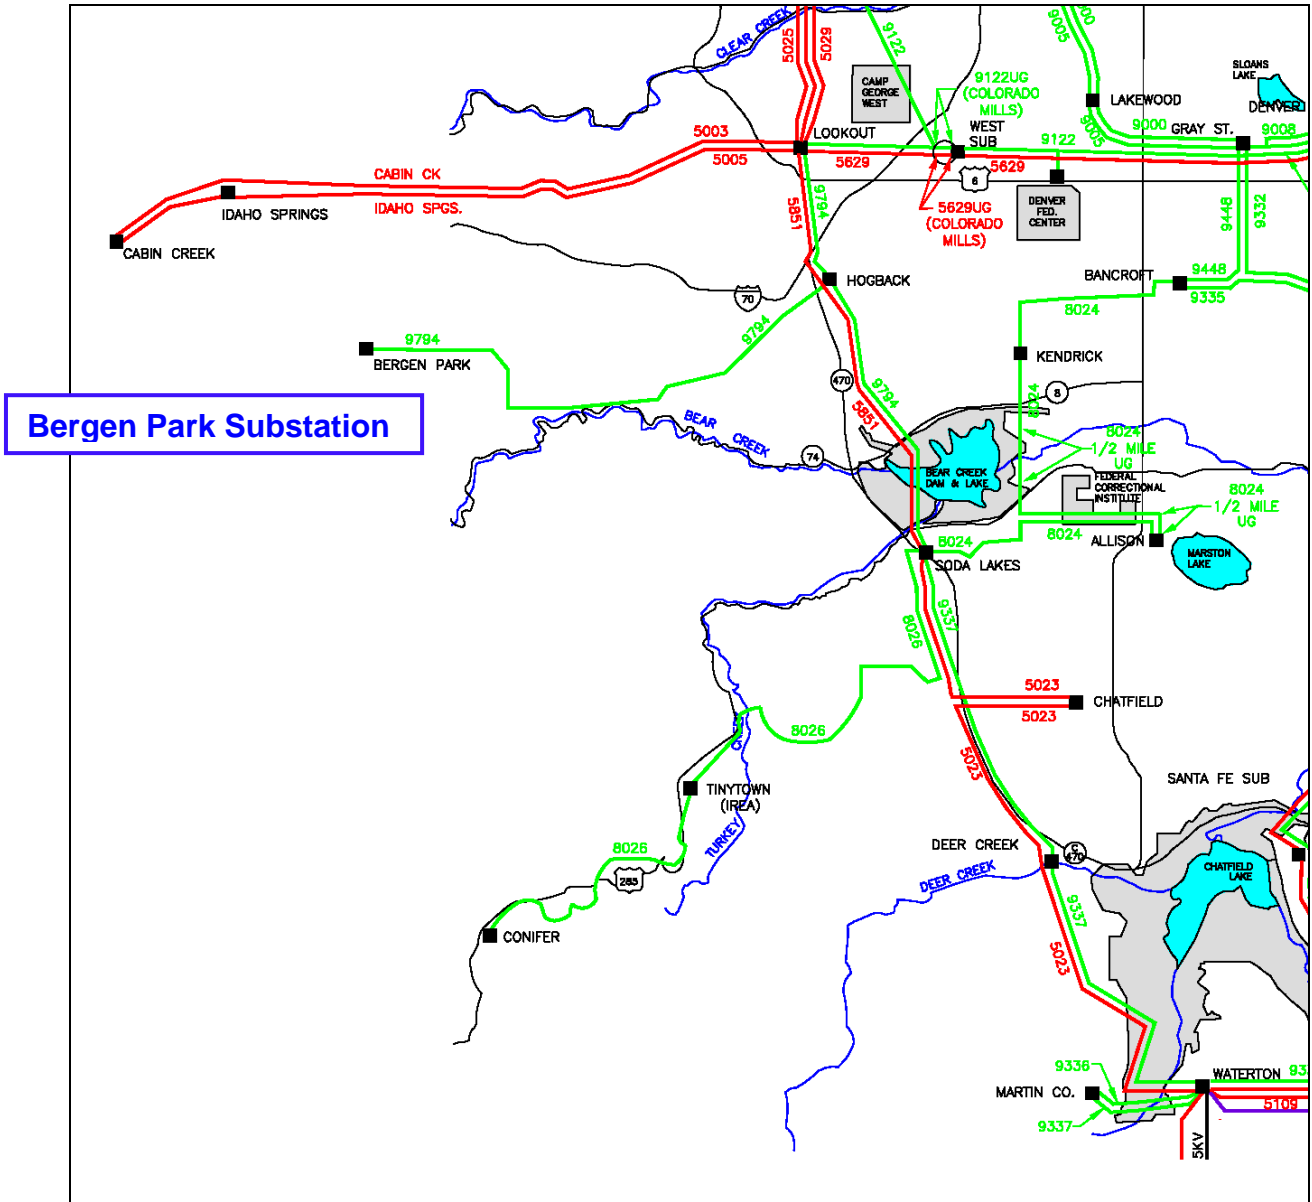 CLEAR CREEK
5025
5029
9122
9005
9000
SLOANS
LAKE
DENVER
CAMP
GEORGE
WEST
9122UG
(COLORADO
MILLS)
LAKEWOOD
9005
9000
GRAY ST.
9008
5003
LOOKOUT
WEST
SUB
9122
5005
5629
5629
CABIN CK
6
IDAHO SPGS.
IDAHO SPRINGS
9794
5851
5629UG
(COLORADO
MILLS)
DENVER
FED.
CENTER
9448
9332
CABIN CREEK
HOGBACK
BANCROFT
9448
9335
70
8024
9794
9794
KENDRICK
BERGEN PARK
470
9794
8
8024
Bergen Park Substation
BEAR CREEK
5851
74
8024
1/2 MILE
UG
BEAR CREEK
DAM & LAKE
FEDERAL
CORRECTIONAL
INSTITUTE
8024
1/2 MILE
UG
8024
8024
ALLISON
SODA LAKES
MARSTON
LAKE
8026
9337
5023
CHATFIELD
5023
CREEK
8026
5023
SANTA FE SUB
TINYTOWN
(IREA)
TURKEY
8026
DEER CREEK
C
470
285
DEER CREEK
CHATFIELD
LAKE
9337
CONIFER
5023
9336
WATERTON
93
MARTIN CO.
5109
9337
5KV